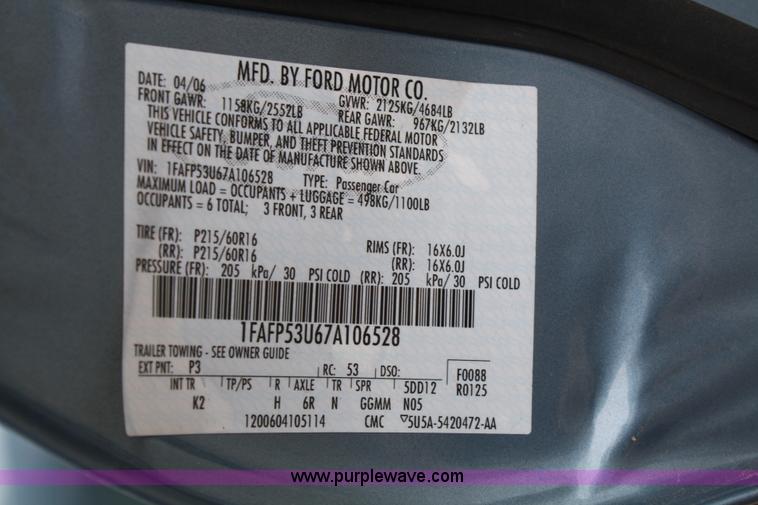 MFD. BY FORD MOTOR CO.
DATE: 04/06 GVWR: 2125KG/4684LB
FRONT GAWR: 1158KG/2552LB REAR GAWR: 967KG/2132LB
THIS VEHICLE CONFORMS TO ALL APPLICABLE FEDERAL MOTOR
VEHICLE SAFETY, BUMPER, AND THEFT PREVENTION STANDARDS
IN EFFECT ON THE DATE OF MANUFACTURE SHOWN ABOVE.
VIN: 1FAFP53U67A106528 TYPE: Passenger Car
MAXIMUM LOAD = OCCUPANTS + LUGGAGE = 498KG/1100LB
OCCUPANTS = 6 TOTAL; 3 FRONT, 3 REAR
TIRE (FR): P215/60R16 RIMS (FR): 16X6.0J
(RR): P215/60R16 (RR): 16X6.0J
PRESSURE (FR): 205 kPa/ 30 PSI COLD (RR): 205 kPa/ 30 PSI COLD
1FAFP53U67A106528
TRAILER TOWING - SEE OWNER GUIDE
EXT PNT: P3 RC: 53 DSO: F0088
INT TR TP/PS R AXLE TR SPR 5DD12 R0125
K2 H 6R N GGMM N05
1200604105114 CMC ▽5U5A-5420472-AA
www.purplewave.com